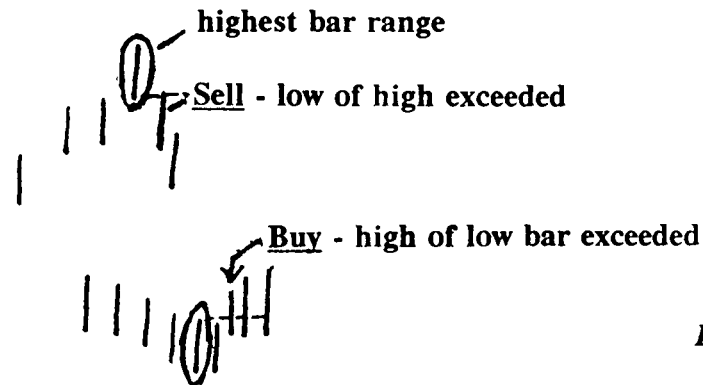 highest bar range
Sell - low of high exceeded
Buy - high of low bar exceeded